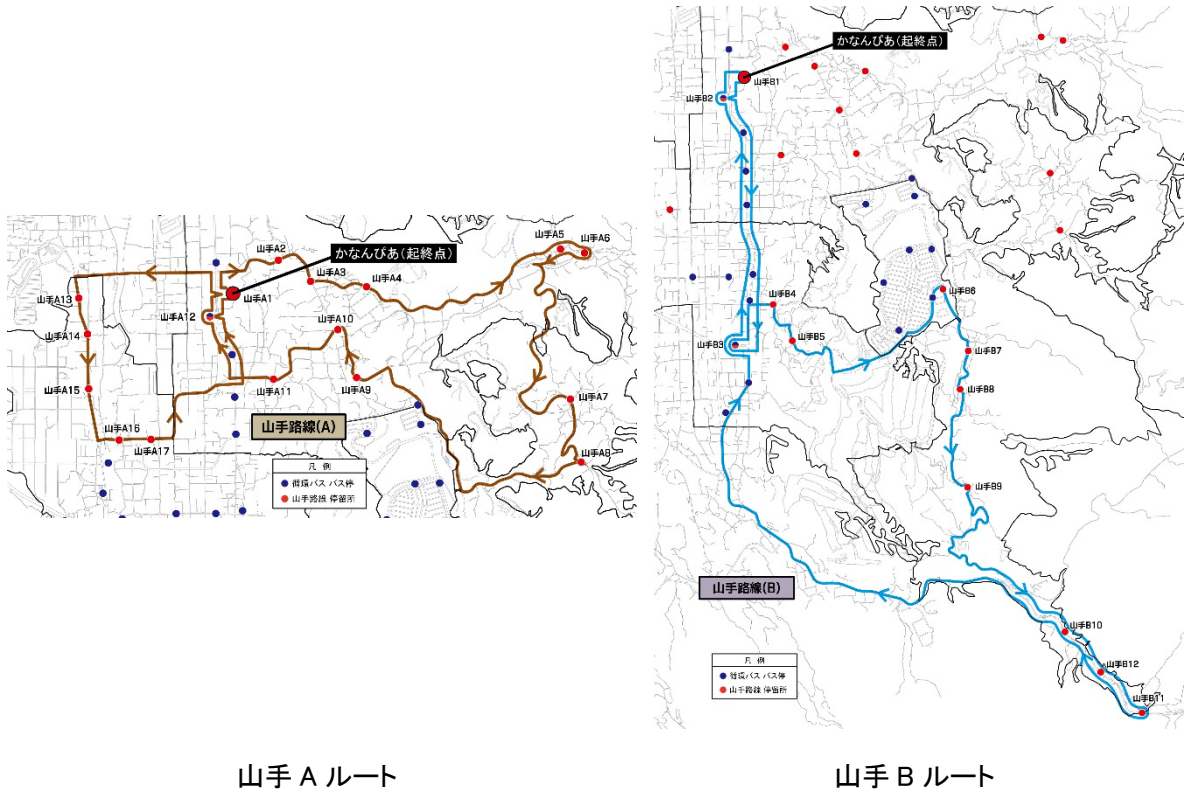 かなんぴあ(起終点)
山手A1
山手A2
山手A3
山手A4
山手A5
山手A6
山手A7
山手A8
山手A9
山手A10
山手A11
山手A12
山手A13
山手A14
山手A15
山手A16
山手A17
山手路線(A)
凡 例
循環バス バス停
山手路線 停留所
山手 A ルート
かなんぴあ(起終点)
山手B1
山手B2
山手B3
山手B4
山手B5
山手B6
山手B7
山手B8
山手B9
山手B10
山手B12
山手B11
山手路線(B)
凡 例
循環バス バス停
山手路線 停留所
山手 B ルート